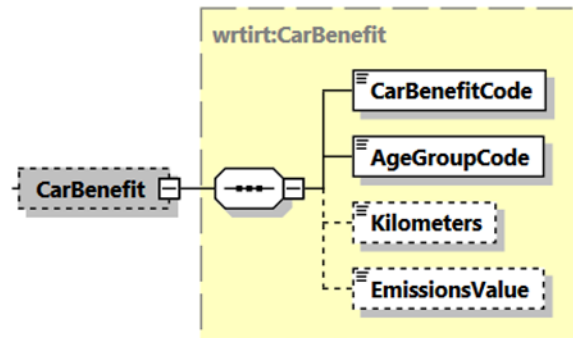 wrtirt:CarBenefit
CarBenefitCode
AgeGroupCode
CarBenefit
Kilometers
EmissionsValue